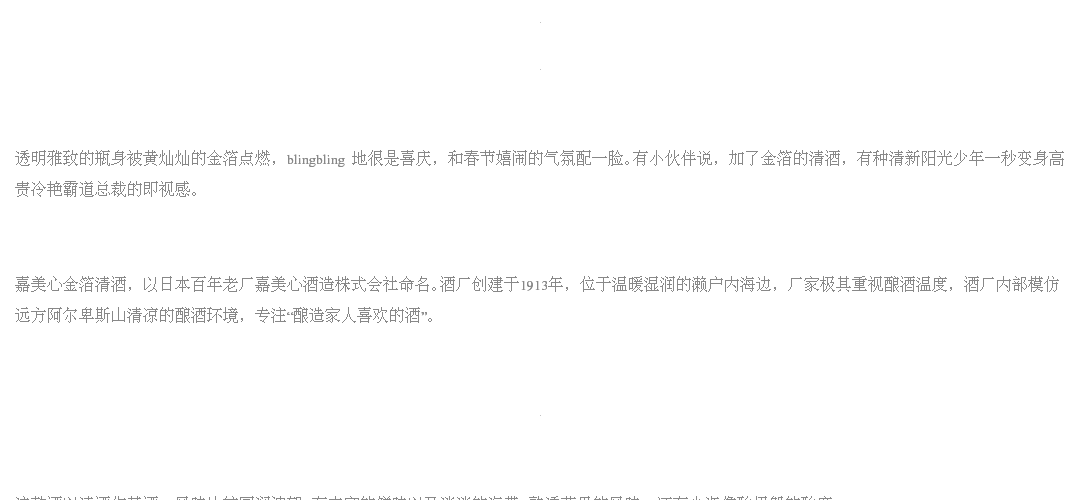 透明雅致的瓶身被黄灿灿的金箔点燃，blingbling 地很是喜庆，和春节嬉闹的气氛配一脸。有小伙伴说，加了金箔的清酒，有种清新阳光少年一秒变身高
贵冷艳霸道总裁的即视感。
嘉美心金箔清酒，以日本百年老厂嘉美心酒造株式会社命名。酒厂创建于1913年，位于温暖湿润的濑户内海边，厂家极其重视酿酒温度，酒厂内部模仿
远方阿尔卑斯山清凉的酿酒环境，专注“酿造家人喜欢的酒”。